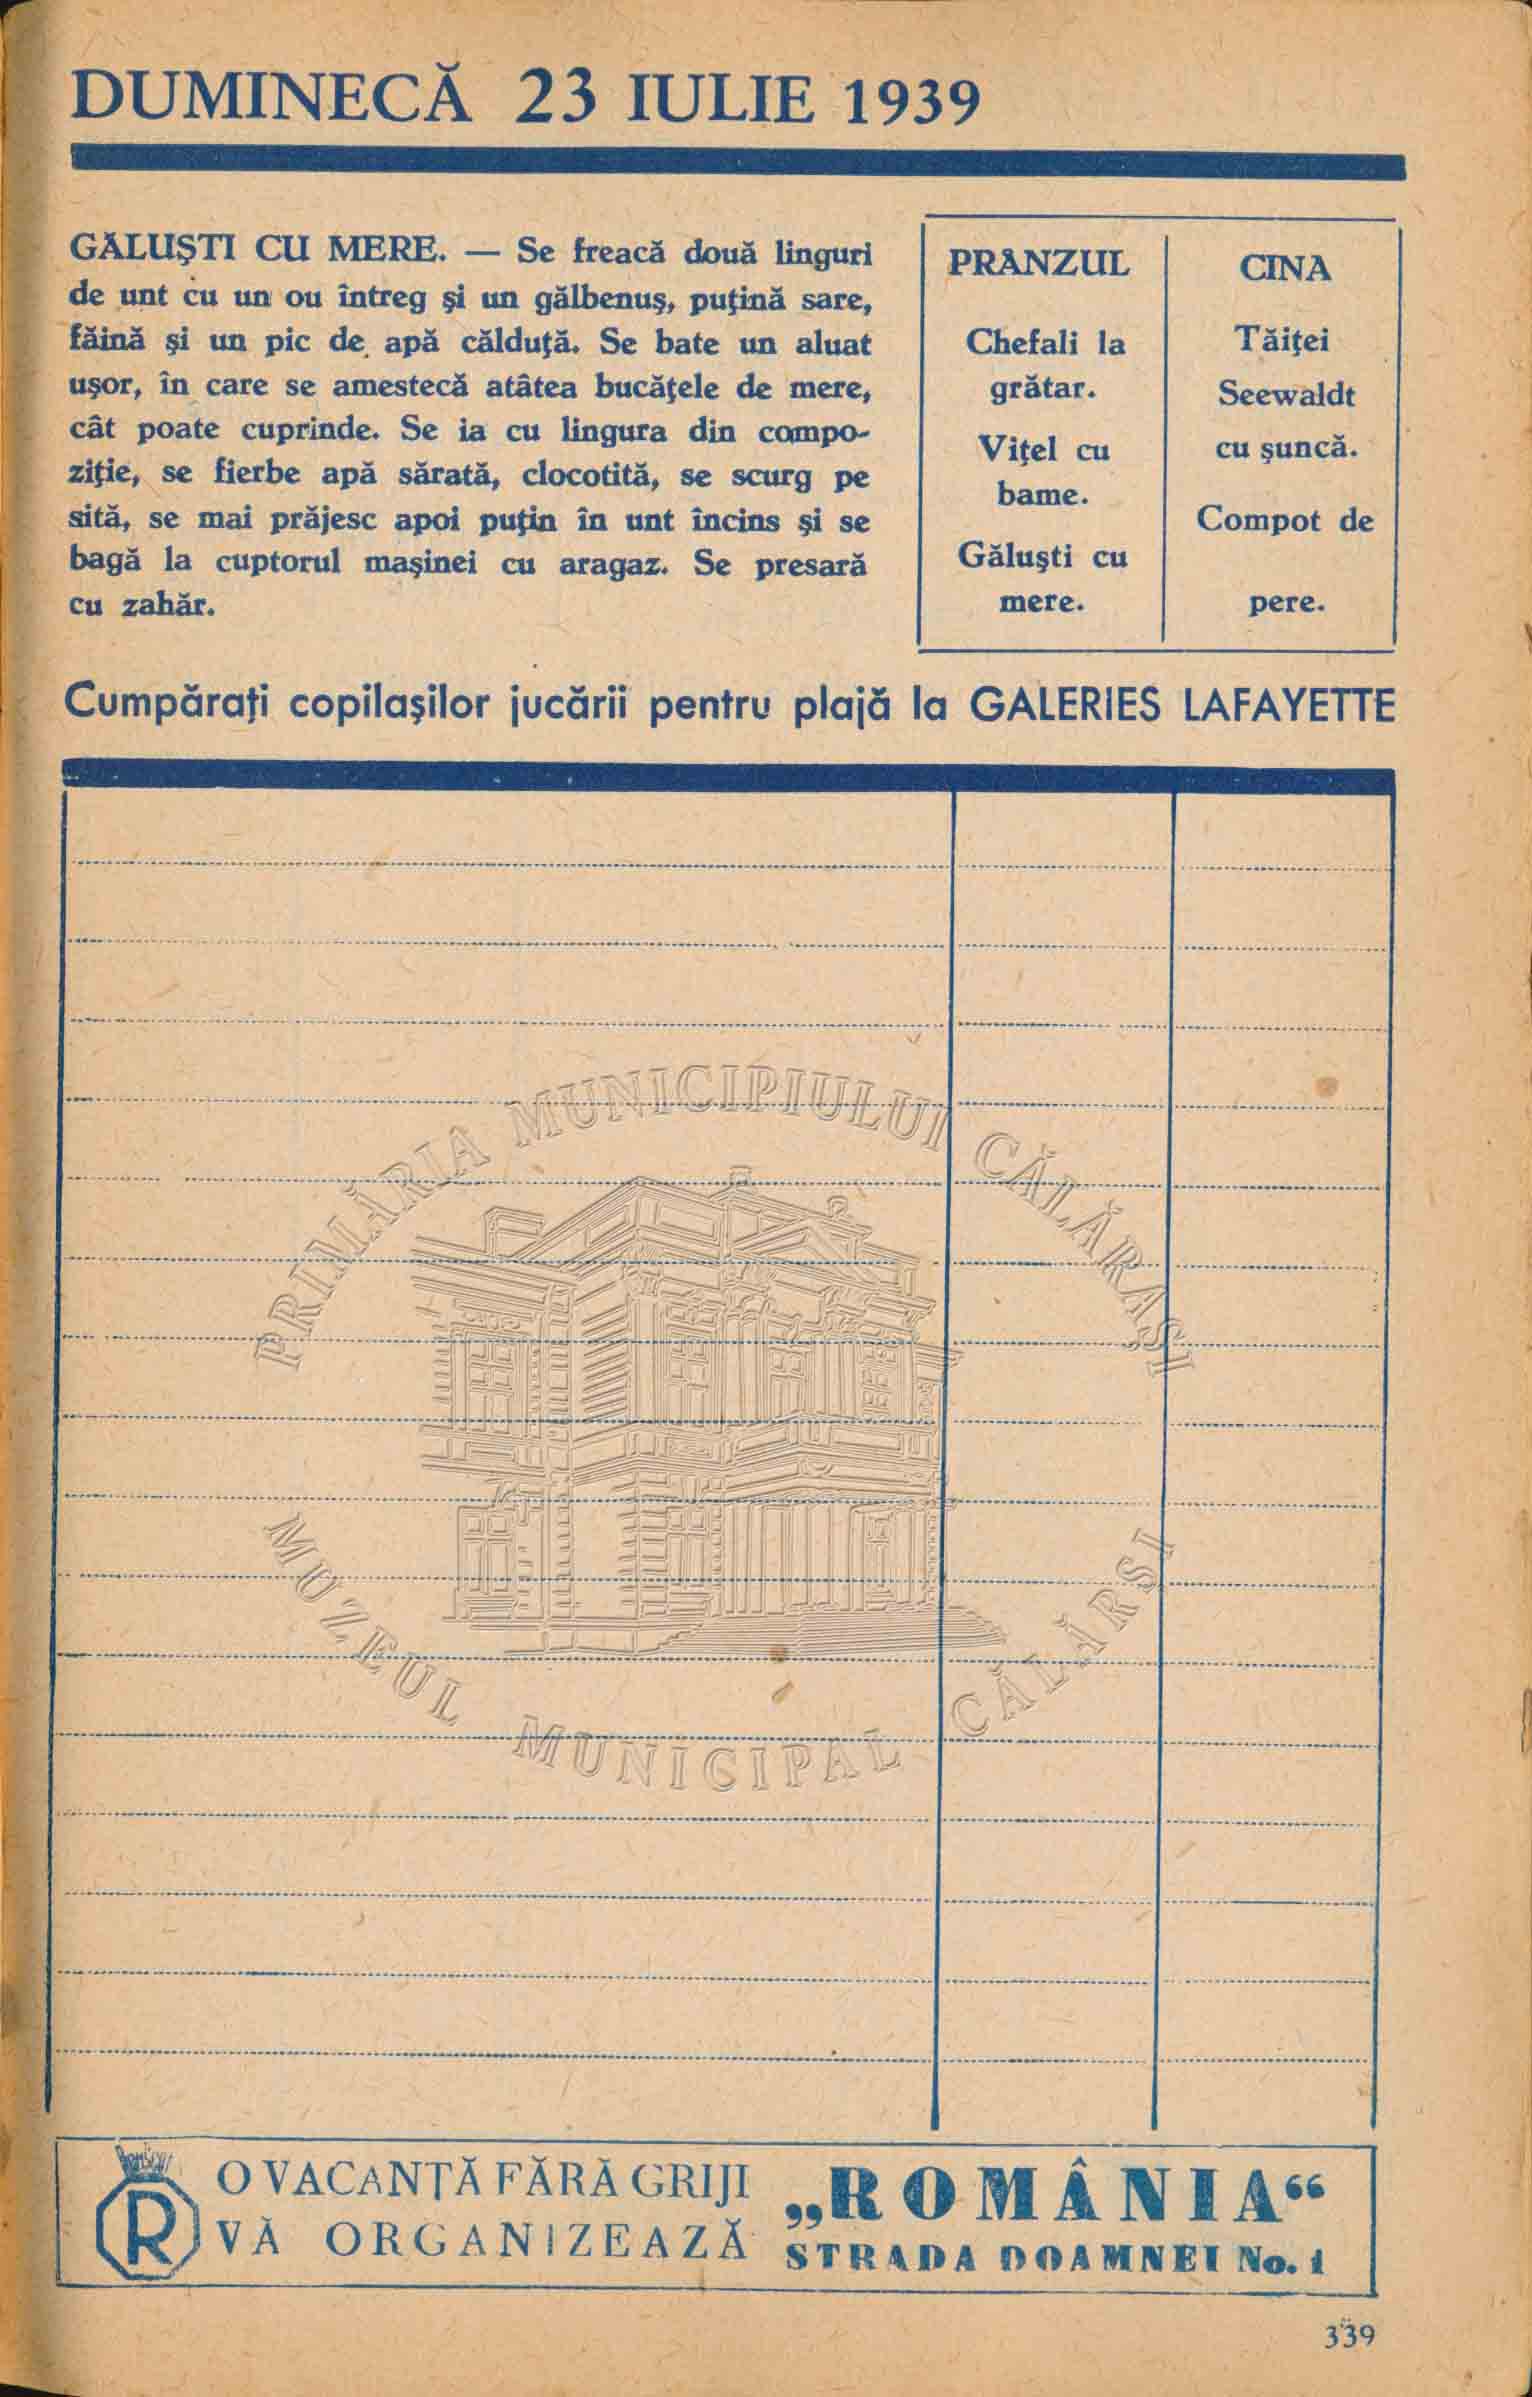 DUMINECĂ 23 IULIE 1939
GĂLUŞTI CU MERE. — Se freacă două linguri
de unt cu un ou întreg şi un gălbenuş, puţină sare,
făină şi un pic de apă călduţă. Se bate un aluat
uşor, în care se amestecă atâtea bucăţele de mere,
cât poate cuprinde. Se ia cu lingura din compo-
ziţie, se fierbe apă sărată, clocotită, se scurg pe
sită, se mai prăjesc apoi puţin în unt încins şi se
bagă la cuptorul maşinei cu aragaz. Se presară
cu zahăr.
PRANZUL
Chefali la
grătar.
Viţel cu
bame.
Găluşti cu
mere.
CINA
Tăiţei
Seewaldt
cu şuncă.
Compot de
pere.
Cumpăraţi copilaşilor jucării pentru plajă la GALERIES LAFAYETTE
PRIMĂRIA MUNICIPIULUI CĂLĂRAŞI
MUZEUL MUNICIPAL CĂLĂRSI
R
O VACANŢĂ FĂRĂ GRIJI
VĂ ORGANIZEAZĂ
„ROMÂNIA“
STRADA DOAMNEI No. 1
339